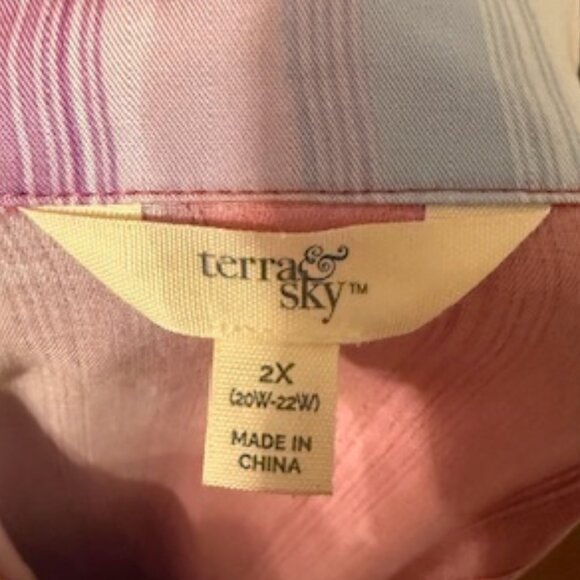 terra&
sky™
2X
(20W-22W)
MADE IN
CHINA